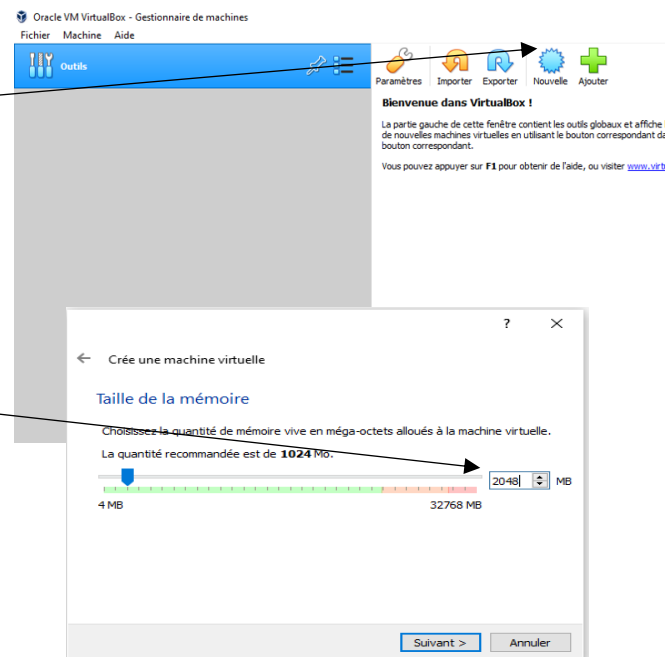 Oracle VM VirtualBox - Gestionnaire de machines
Fichier Machine Aide
Outils
Paramètres Importer Exporter Nouvelle Ajouter
Bienvenue dans VirtualBox !
La partie gauche de cette fenêtre contient les outils globaux et affiche
de nouvelles machines virtuelles en utilisant le bouton correspondant
bouton correspondant.
Vous pouvez appuyer sur F1 pour obtenir de l'aide, ou visiter
? ×
← Crée une machine virtuelle
Taille de la mémoire
Choisissez la quantité de mémoire vive en méga-octets alloués à la machine virtuelle.
La quantité recommandée est de 1024 Mo.
2048 MB
4 MB 32768 MB
Suivant > Annuler